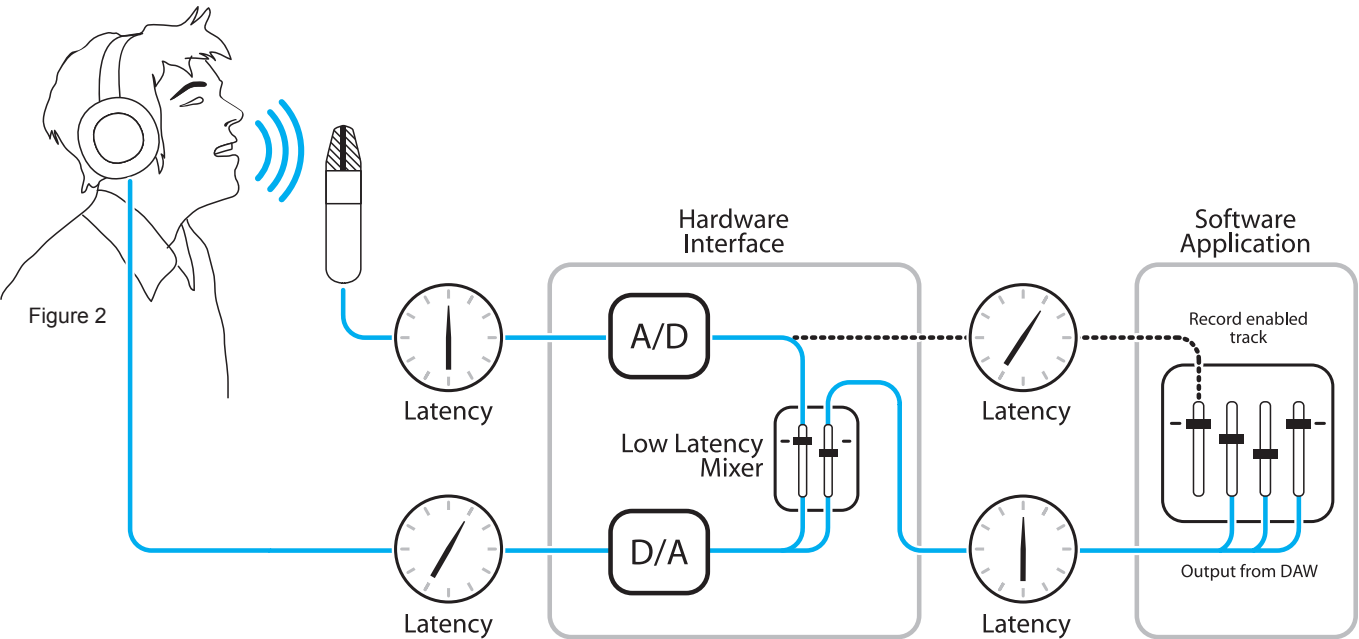 Hardware
Interface
Software
Application
Figure 2
A/D
Record enabled
track
Latency
Latency
Low Latency
Mixer
D/A
Output from DAW
Latency
Latency